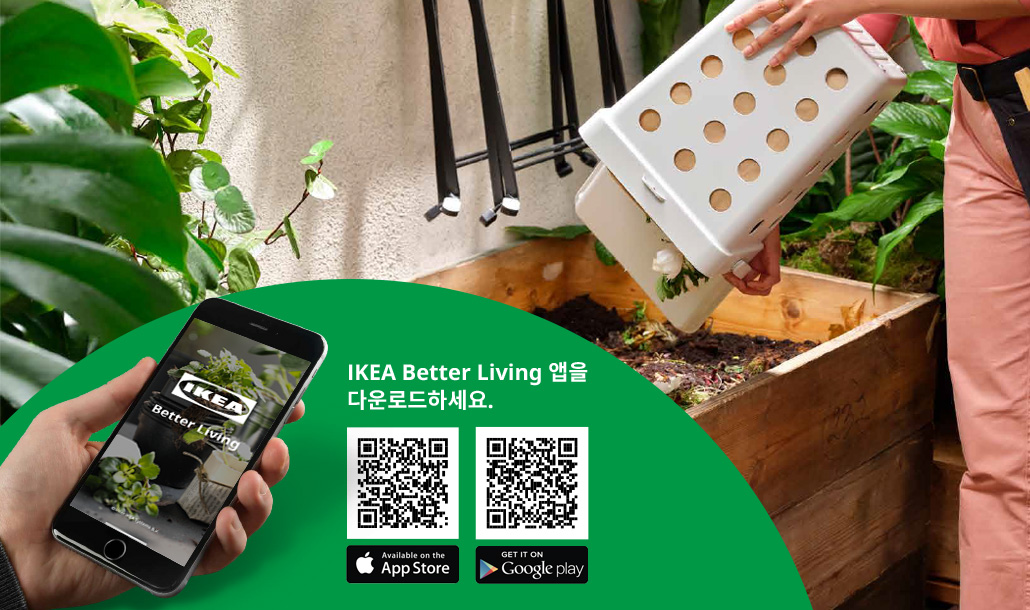 IKEA Better Living 앱을
다운로드하세요.
IKEA
Better Living
Available on the
App Store
GET IT ON
Google play